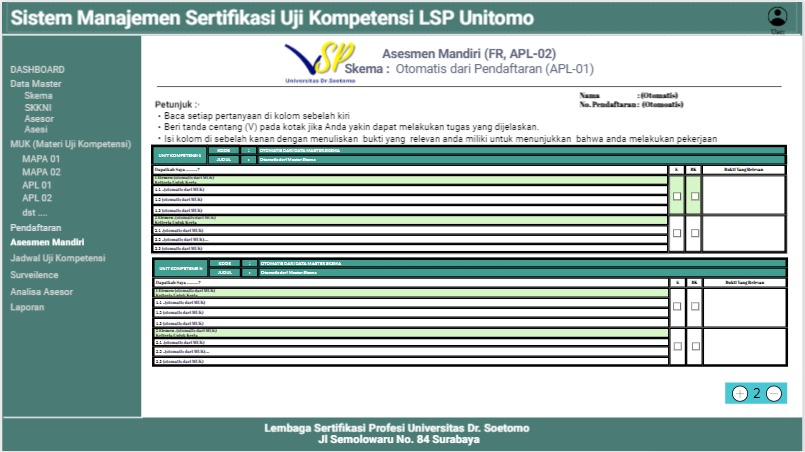 Sistem Manajemen Sertifikasi Uji Kompetensi LSP Unitomo
User
DASHBOARD
Data Master
Skema
SKKNI
Asesor
Asesi
MUK (Materi Uji Kompetensi)
MAPA 01
MAPA 02
APL 01
APL 02
dst ....
Pendaftaran
Asesmen Mandiri
Jadwal Uji Kompetensi
Surveilence
Analisa Asesor
Laporan
SP
Universitas Dr.Soetomo
Asesmen Mandiri (FR, APL-02)
Skema : Otomatis dari Pendaftaran (APL-01)
Nama : (Otomatis)
No. Pendaftaran : (Otomoatis)
Petunjuk :-
• Baca setiap pertanyaan di kolom sebelah kiri
• Beri tanda centang (V) pada kotak jika Anda yakin dapat melakukan tugas yang dijelaskan.
• Isi kolom di sebelah kanan dengan menuliskan bukti yang relevan anda miliki untuk menunjukkan bahwa anda melakukan pekerjaan
UNIT KOMPETENSI KODE : OTOMATIS DARI DATA MASTER SKEMA
JUDUL : Otomatis dari Master Skema
Dapatkah Saya ..........? K BK Bukti Yang Relevan
1 Elemen (otomatis dari MUK)
Kriteria Untuk Kerja
1.1 ..(otomatis dari MUK)
1.2 (otomatis dari MUK)
1.3 (otomatis dari MUK)
2 Elemen (otomatis dari MUK)
Kriteria Untuk Kerja
2.1 (otomatis dari MUK)
2.2 ..(otomatis dari MUK)...
2.3 (otomatis dari MUK)
UNIT KOMPETENSI KODE : OTOMATIS DARI DATA MASTER SKEMA
JUDUL : Otomatis dari Master Skema
Dapatkah Saya ..........? K BK Bukti Yang Relevan
1 Elemen (otomatis dari MUK)
Kriteria Untuk Kerja
1.1 ..(otomatis dari MUK)
1.2 (otomatis dari MUK)
1.3 (otomatis dari MUK)
2 Elemen (otomatis dari MUK)
Kriteria Untuk Kerja
2.1 (otomatis dari MUK)
2.2 ..(otomatis dari MUK)...
2.3 (otomatis dari MUK)
2
Lembaga Sertifikasi Profesi Universitas Dr. Soetomo
Jl Semolowaru No. 84 Surabaya